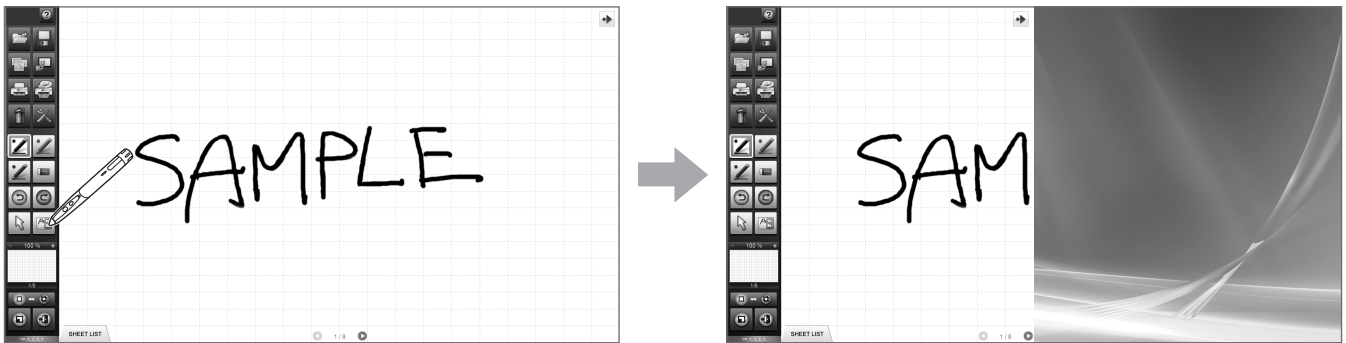 SAMPLE
100 %
1/8
SHEET LIST
1 / 8
SAM
100 %
1/8
SHEET LIST
1 / 8